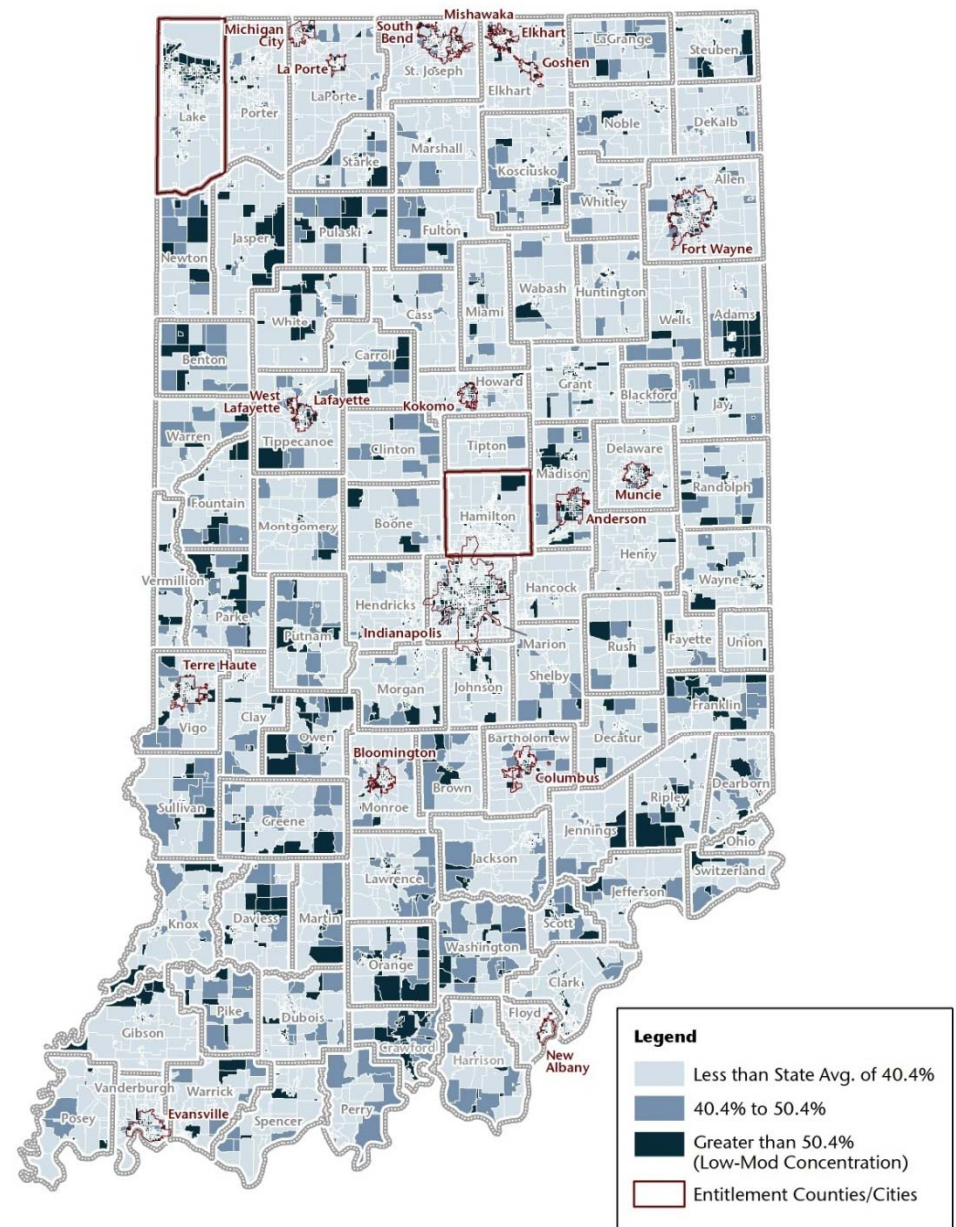 Mishawaka
Michigan
City
South
Bend
Elkhart
LaGrange
Steuben
La Porte
St. Joseph
Goshen
Elkhart
LaPorte
Lake
Porter
Noble
DeKalb
Starke
Marshall
Kosciusko
Allen
Whitley
Fort Wayne
Newton
Jasper
Pulaski
Fulton
Wabash
Huntington
White
Cass
Miami
Wells
Adams
Benton
Carroll
Howard
Grant
Blackford
Jay
West
Lafayette
Lafayette
Kokomo
Warren
Tippecanoe
Clinton
Tipton
Madison
Delaware
Muncie
Randolph
Fountain
Montgomery
Boone
Hamilton
Anderson
Henry
Vermillion
Hendricks
Hancock
Wayne
Parke
Putnam
Indianapolis
Marion
Rush
Fayette
Union
Terre Haute
Morgan
Johnson
Shelby
Vigo
Clay
Owen
Franklin
Bloomington
Bartholomew
Decatur
Columbus
Monroe
Brown
Ripley
Dearborn
Sullivan
Greene
Jennings
Ohio
Jackson
Switzerland
Lawrence
Jefferson
Knox
Daviess
Martin
Scott
Washington
Orange
Clark
Pike
Dubois
Gibson
Floyd
Crawford
Harrison
New
Albany
Vanderburgh
Warrick
Posey
Evansville
Spencer
Perry
Legend
Less than State Avg. of 40.4%
40.4% to 50.4%
Greater than 50.4%
(Low-Mod Concentration)
Entitlement Counties/Cities